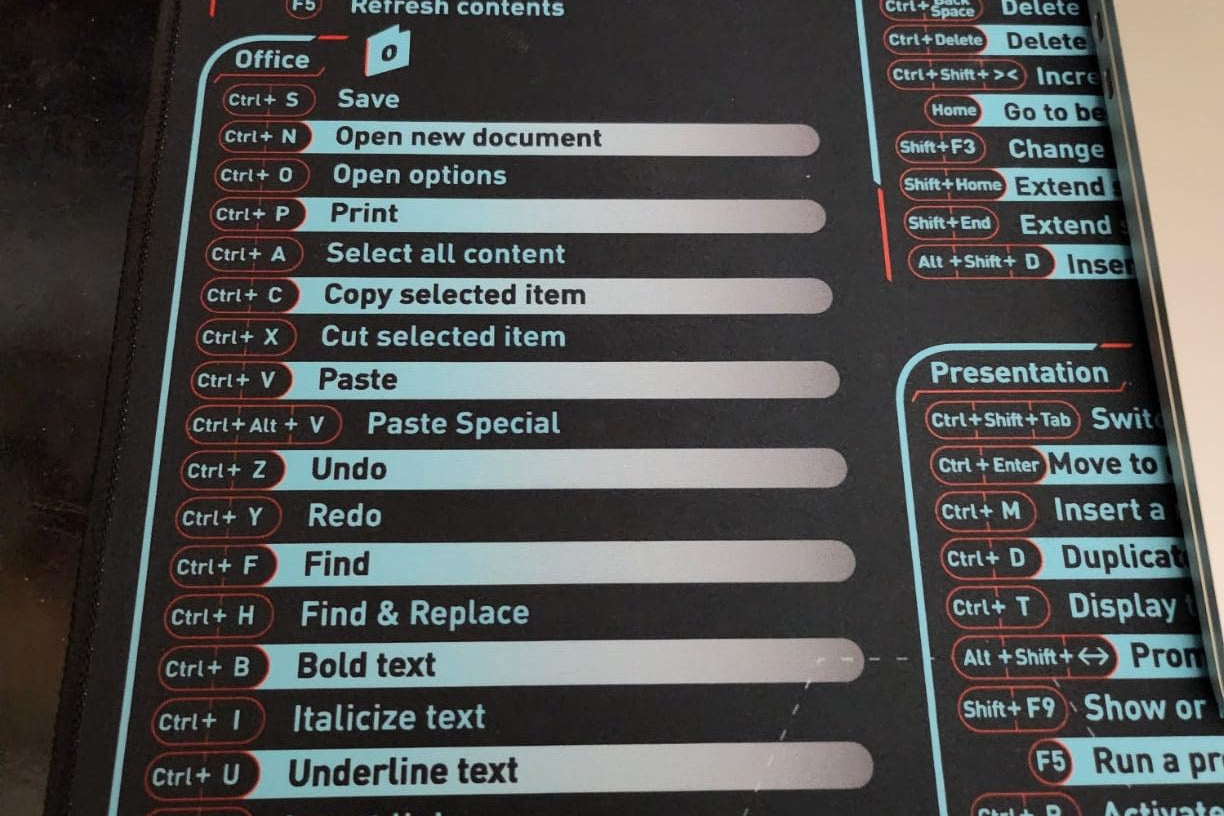 F5 Refresh contents
Office
O
Ctrl+ S Save
Ctrl+ N Open new document
Ctrl+ O Open options
Ctrl+ P Print
Ctrl+ A Select all content
Ctrl+ C Copy selected item
Ctrl+ X Cut selected item
Ctrl+ V Paste
Ctrl+Alt + V Paste Special
Ctrl+ Z Undo
Ctrl+ Y Redo
Ctrl+ F Find
Ctrl+ H Find & Replace
Ctrl+ B Bold text
Ctrl+ I Italicize text
Ctrl+ U Underline text
Ctrl+ Back Space Delete
Ctrl+Delete Delete
Ctrl+Shift+ >< Incre
Home Go to be
Shift+F3 Change
Shift+Home Extend
Shift+End Extend
Alt +Shift+ D Inser
Presentation
Ctrl+Shift+Tab Switc
Ctrl +Enter Move to
Ctrl+ M Insert a
Ctrl+ D Duplicat
Ctrl+ T Display
Alt +Shift+ ↔ Prom
Shift+ F9 Show or
F5 Run a pr
Activate